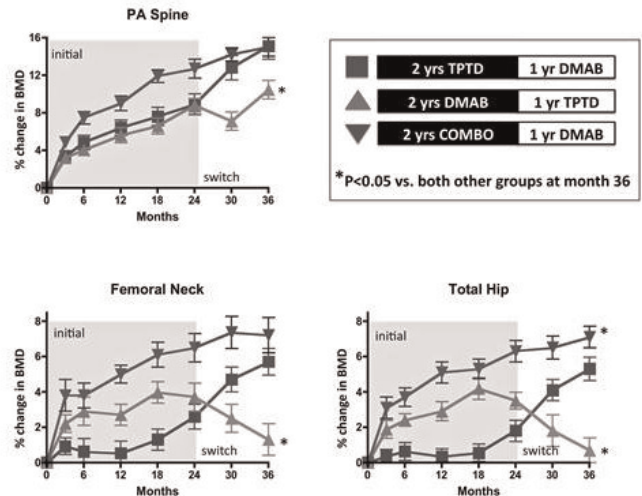 PA Spine
16
12
8
4
0
% change in BMD
initial
switch
*
0 6 12 18 24 30 36
Months
2 yrs TPTD 1 yr DMAB
2 yrs DMAB 1 yr TPTD
2 yrs COMBO 1 yr DMAB
*P<0.05 vs. both other groups at month 36
Femoral Neck
8
6
4
2
0
% change in BMD
initial
switch
*
0 6 12 18 24 30 36
Months
Total Hip
8
6
4
2
0
% change in BMD
initial
switch
*
*
0 6 12 18 24 30 36
Months